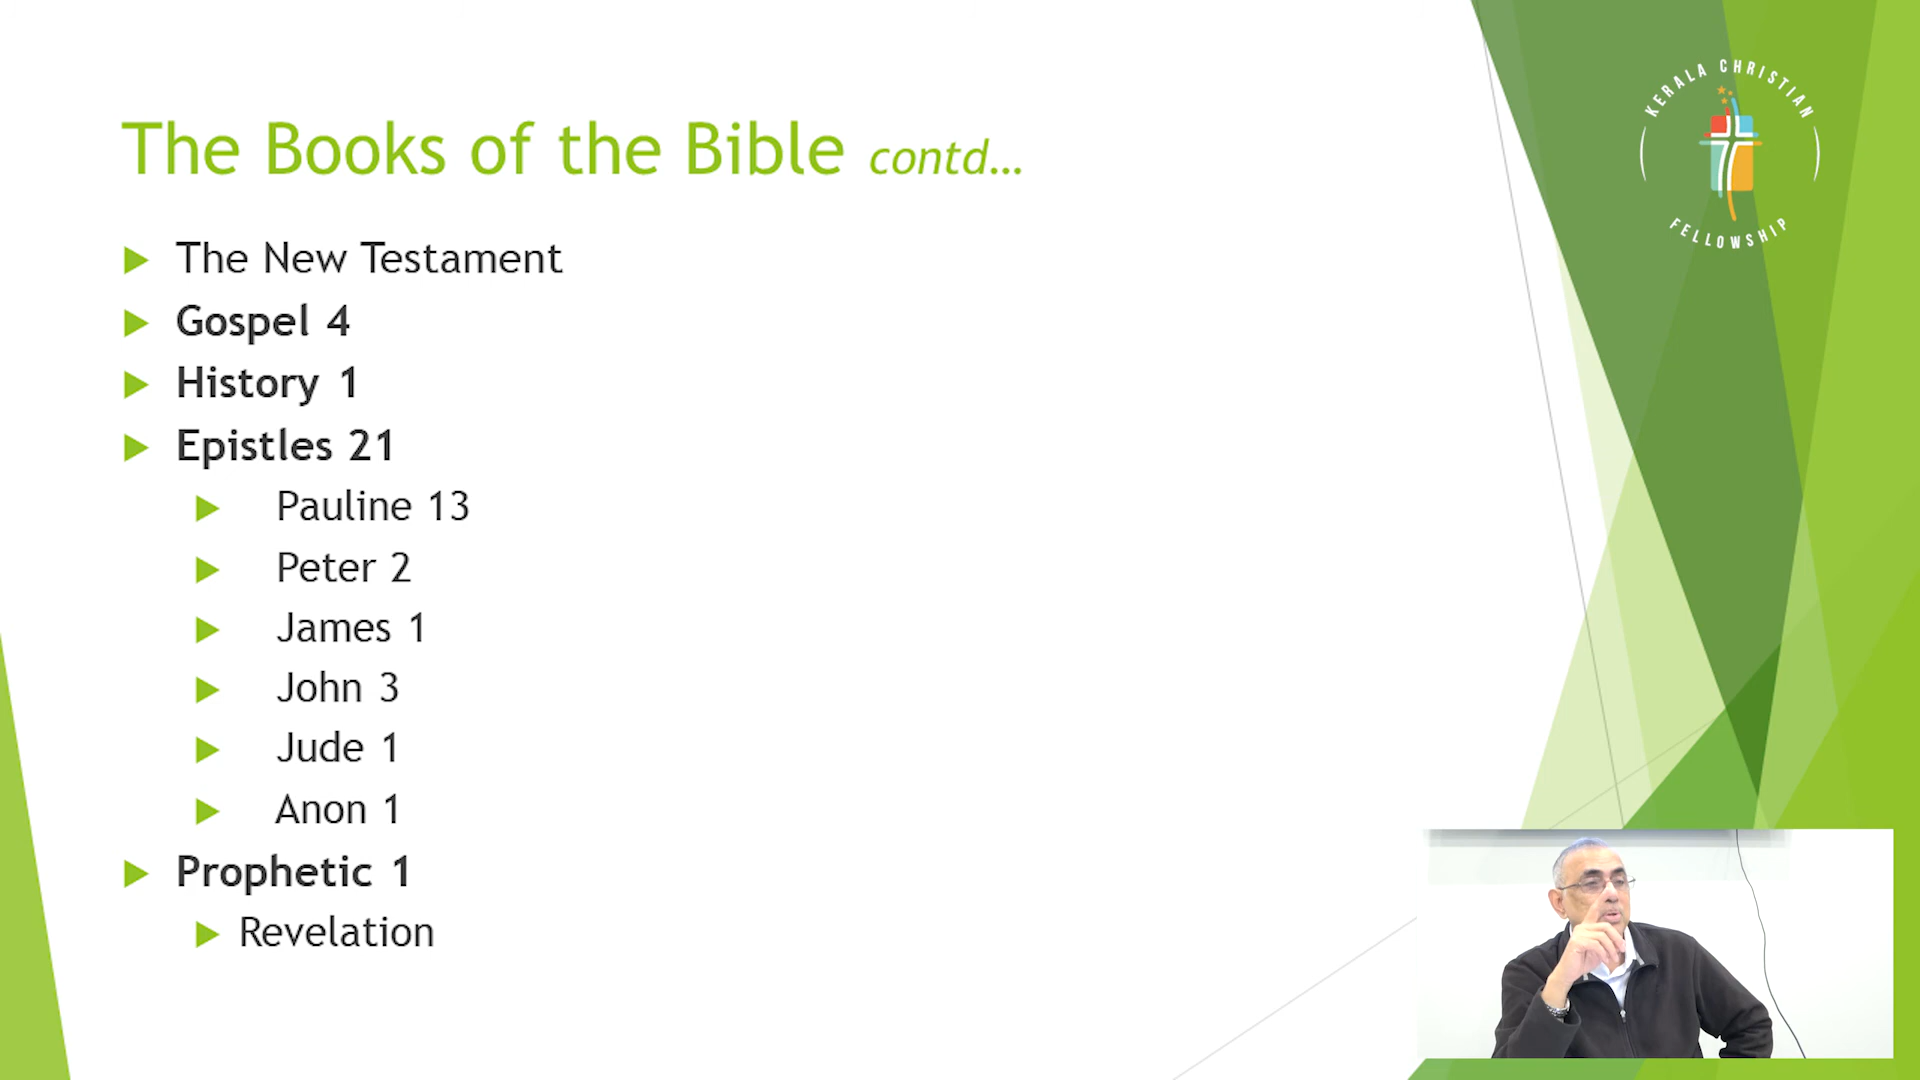 The Books of the Bible contd...
The New Testament
Gospel 4
History 1
Epistles 21
Pauline 13
Peter 2
James 1
John 3
Jude 1
Anon 1
Prophetic 1
Revelation
KERALA CHRISTIAN
FELLOWSHIP